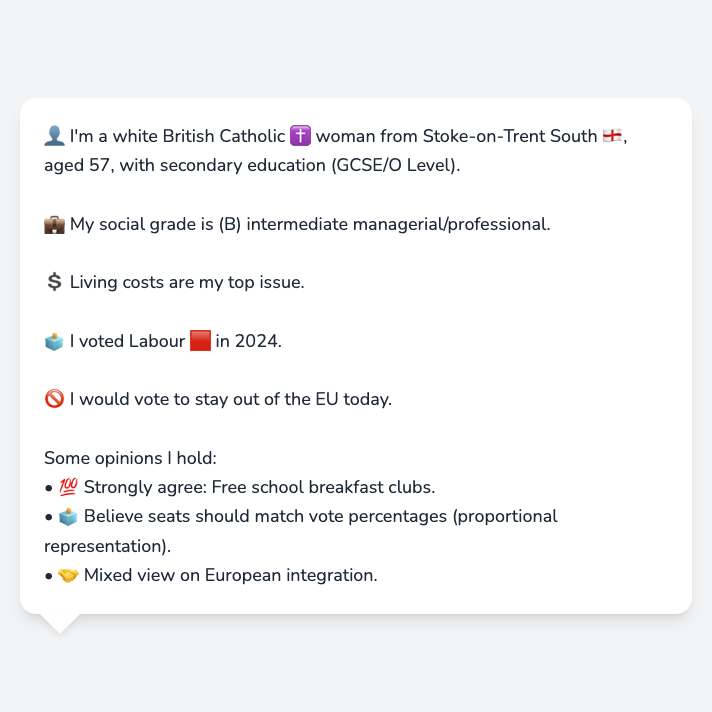 👤 I'm a white British Catholic ✝️ woman from Stoke-on-Trent South 🏴󠁧󠁢󠁥󠁮󠁧󠁿,
aged 57, with secondary education (GCSE/O Level).
💼 My social grade is (B) intermediate managerial/professional.
💲 Living costs are my top issue.
🗳️ I voted Labour 🟥 in 2024.
🚫 I would vote to stay out of the EU today.
Some opinions I hold:
• 💯 Strongly agree: Free school breakfast clubs.
• 🗳️ Believe seats should match vote percentages (proportional
representation).
• 🤝 Mixed view on European integration.